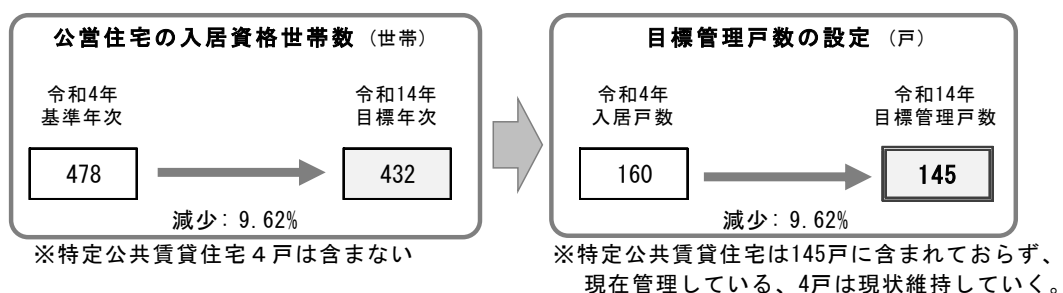 公営住宅の入居資格世帯数（世帯）
令和4年
基準年次
令和14年
目標年次
478
432
減少：9.62%
※特定公共賃貸住宅４戸は含まない
目標管理戸数の設定（戸）
令和4年
入居戸数
令和14年
目標管理戸数
160
145
減少：9.62%
※特定公共賃貸住宅は145戸に含まれておらず、
現在管理している、4戸は現状維持していく。